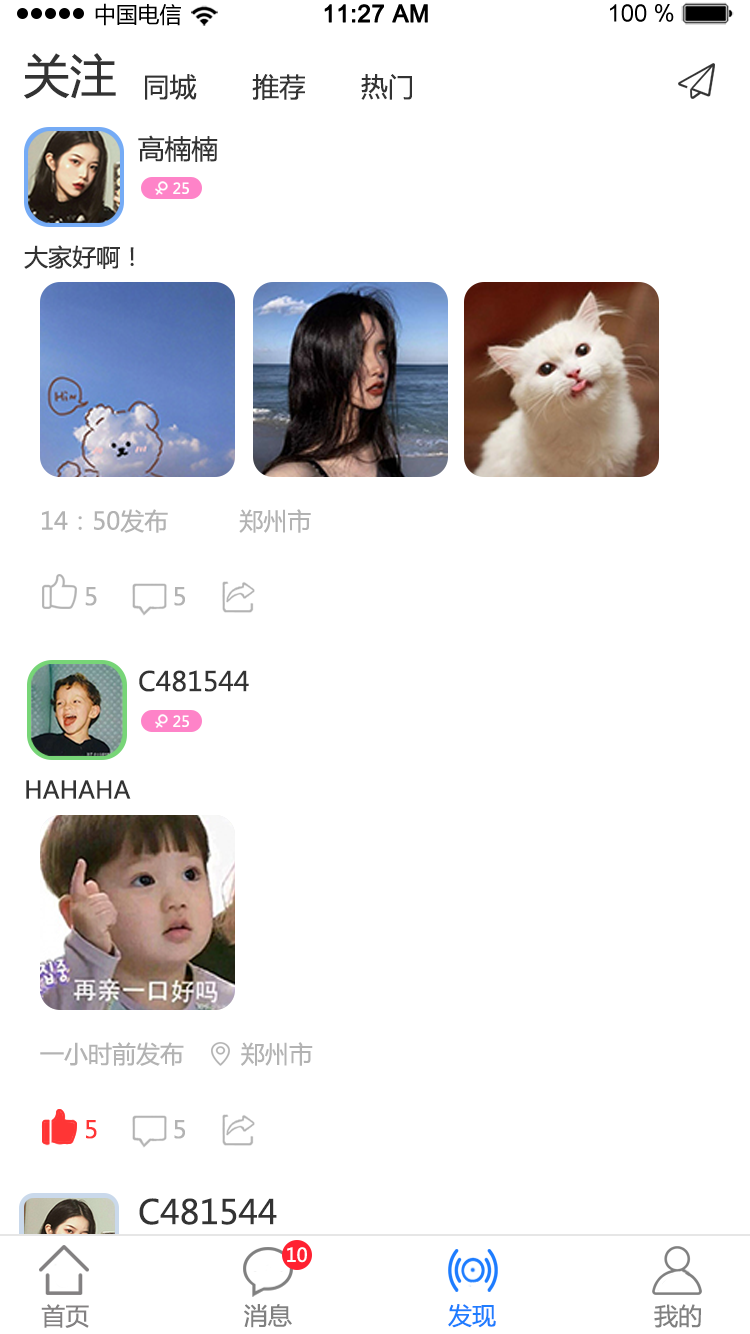 中国电信 11:27 AM 100 %
关注 同城 推荐 热门
高楠楠
25
大家好啊！
Hi~
14：50发布 郑州市
5 5
C481544
25
HAHAHA
집중
再亲一口好吗
一小时前发布 郑州市
5 5
C481544
10
首页 消息 发现 我的